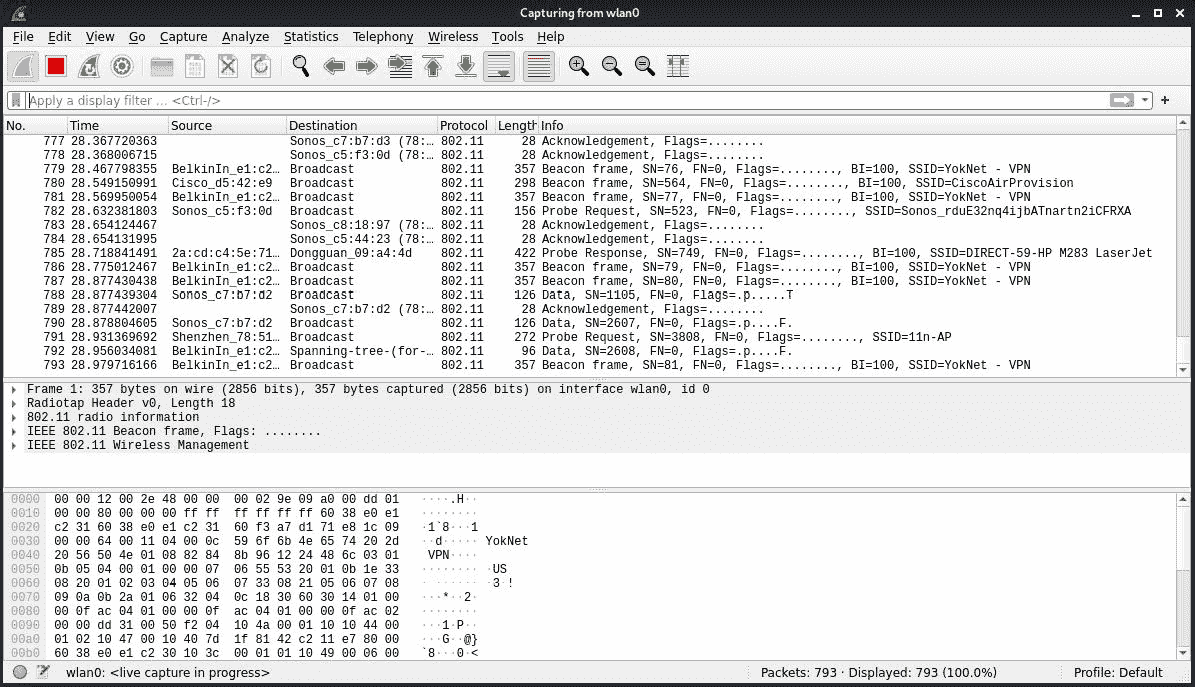 Capturing from wlan0
File Edit View Go Capture Analyze Statistics Telephony Wireless Tools Help
Apply a display filter ... <Ctrl-/>
No. Time Source Destination Protocol Length Info
777 28.367720363 Sonos_c7:b7:d3 (78:… 802.11 28 Acknowledgement, Flags=........
778 28.368006715 Sonos_c5:f3:0d (78:… 802.11 28 Acknowledgement, Flags=........
779 28.467798355 BelkinIn_e1:c2… Broadcast 802.11 357 Beacon frame, SN=76, FN=0, Flags=........, BI=100, SSID=YokNet - VPN
780 28.549150991 Cisco_d5:42:e9 Broadcast 802.11 298 Beacon frame, SN=564, FN=0, Flags=........, BI=100, SSID=CiscoAirProvision
781 28.569950054 BelkinIn_e1:c2… Broadcast 802.11 357 Beacon frame, SN=77, FN=0, Flags=........, BI=100, SSID=YokNet - VPN
782 28.632381803 Sonos_c5:f3:0d Broadcast 802.11 156 Probe Request, SN=523, FN=0, Flags=........, SSID=Sonos_rduE32nq4ijbATnartn2iCFRXA
783 28.654124467 Sonos_c8:18:97 (78:… 802.11 28 Acknowledgement, Flags=........
784 28.654131995 Sonos_c5:44:23 (78:… 802.11 28 Acknowledgement, Flags=........
785 28.718841491 2a:cd:c4:5e:71… Dongguan_09:a4:4d 802.11 422 Probe Response, SN=749, FN=0, Flags=........, BI=100, SSID=DIRECT-59-HP M283 LaserJet
786 28.775012467 BelkinIn_e1:c2… Broadcast 802.11 357 Beacon frame, SN=79, FN=0, Flags=........, BI=100, SSID=YokNet - VPN
787 28.877430438 BelkinIn_e1:c2… Broadcast 802.11 357 Beacon frame, SN=80, FN=0, Flags=........, BI=100, SSID=YokNet - VPN
788 28.877439304 Sonos_c7:b7:d2 Broadcast 802.11 126 Data, SN=1105, FN=0, Flags=.p.....T
789 28.877442007 Sonos_c7:b7:d2 (78:… 802.11 28 Acknowledgement, Flags=........
790 28.878804605 Sonos_c7:b7:d2 Broadcast 802.11 126 Data, SN=2607, FN=0, Flags=.p....F.
791 28.931369692 Shenzhen_78:51… Broadcast 802.11 272 Probe Request, SN=3808, FN=0, Flags=........, SSID=11n-AP
792 28.956034081 BelkinIn_e1:c2… Spanning-tree-(for-… 802.11 96 Data, SN=2608, FN=0, Flags=.p....F.
793 28.979716166 BelkinIn_e1:c2… Broadcast 802.11 357 Beacon frame, SN=81, FN=0, Flags=........, BI=100, SSID=YokNet - VPN
Frame 1: 357 bytes on wire (2856 bits), 357 bytes captured (2856 bits) on interface wlan0, id 0
Radiotap Header v0, Length 18
802.11 radio information
IEEE 802.11 Beacon frame, Flags: ........
IEEE 802.11 Wireless Management
0000 00 00 12 00 2e 48 00 00 00 02 9e 09 a0 00 dd 01 ····.H··
0010 00 00 80 00 00 00 ff ff ff ff ff ff 60 38 e0 e1
0020 c2 31 60 38 e0 e1 c2 31 60 f3 a7 d1 71 e8 1c 09 ·1`8···1
0030 00 00 64 00 11 04 00 0c 59 6f 6b 4e 65 74 20 2d ··d····· YokNet
0040 20 56 50 4e 01 08 82 84 8b 96 12 24 48 6c 03 01 VPN····
0050 0b 05 04 00 01 00 00 07 06 55 53 20 01 0b 1e 33 ········ ·US
0060 08 20 01 02 03 04 05 06 07 33 08 21 05 06 07 08 · ······ ·3·!
0070 09 0a 0b 2a 01 06 32 04 0c 18 30 60 30 14 01 00 ···*··2·
0080 00 0f ac 04 01 00 00 0f ac 04 01 00 00 0f ac 02 ········
0090 00 00 dd 31 00 50 f2 04 10 4a 00 01 10 10 44 00 ···1·P··
00a0 01 02 10 47 00 10 40 7d 1f 81 42 c2 11 e7 80 00 ···G··@}
00b0 60 38 e0 e1 c2 30 10 3c 00 01 01 10 49 00 06 00 `8···0·<
wlan0: <live capture in progress>
Packets: 793 · Displayed: 793 (100.0%)
Profile: Default